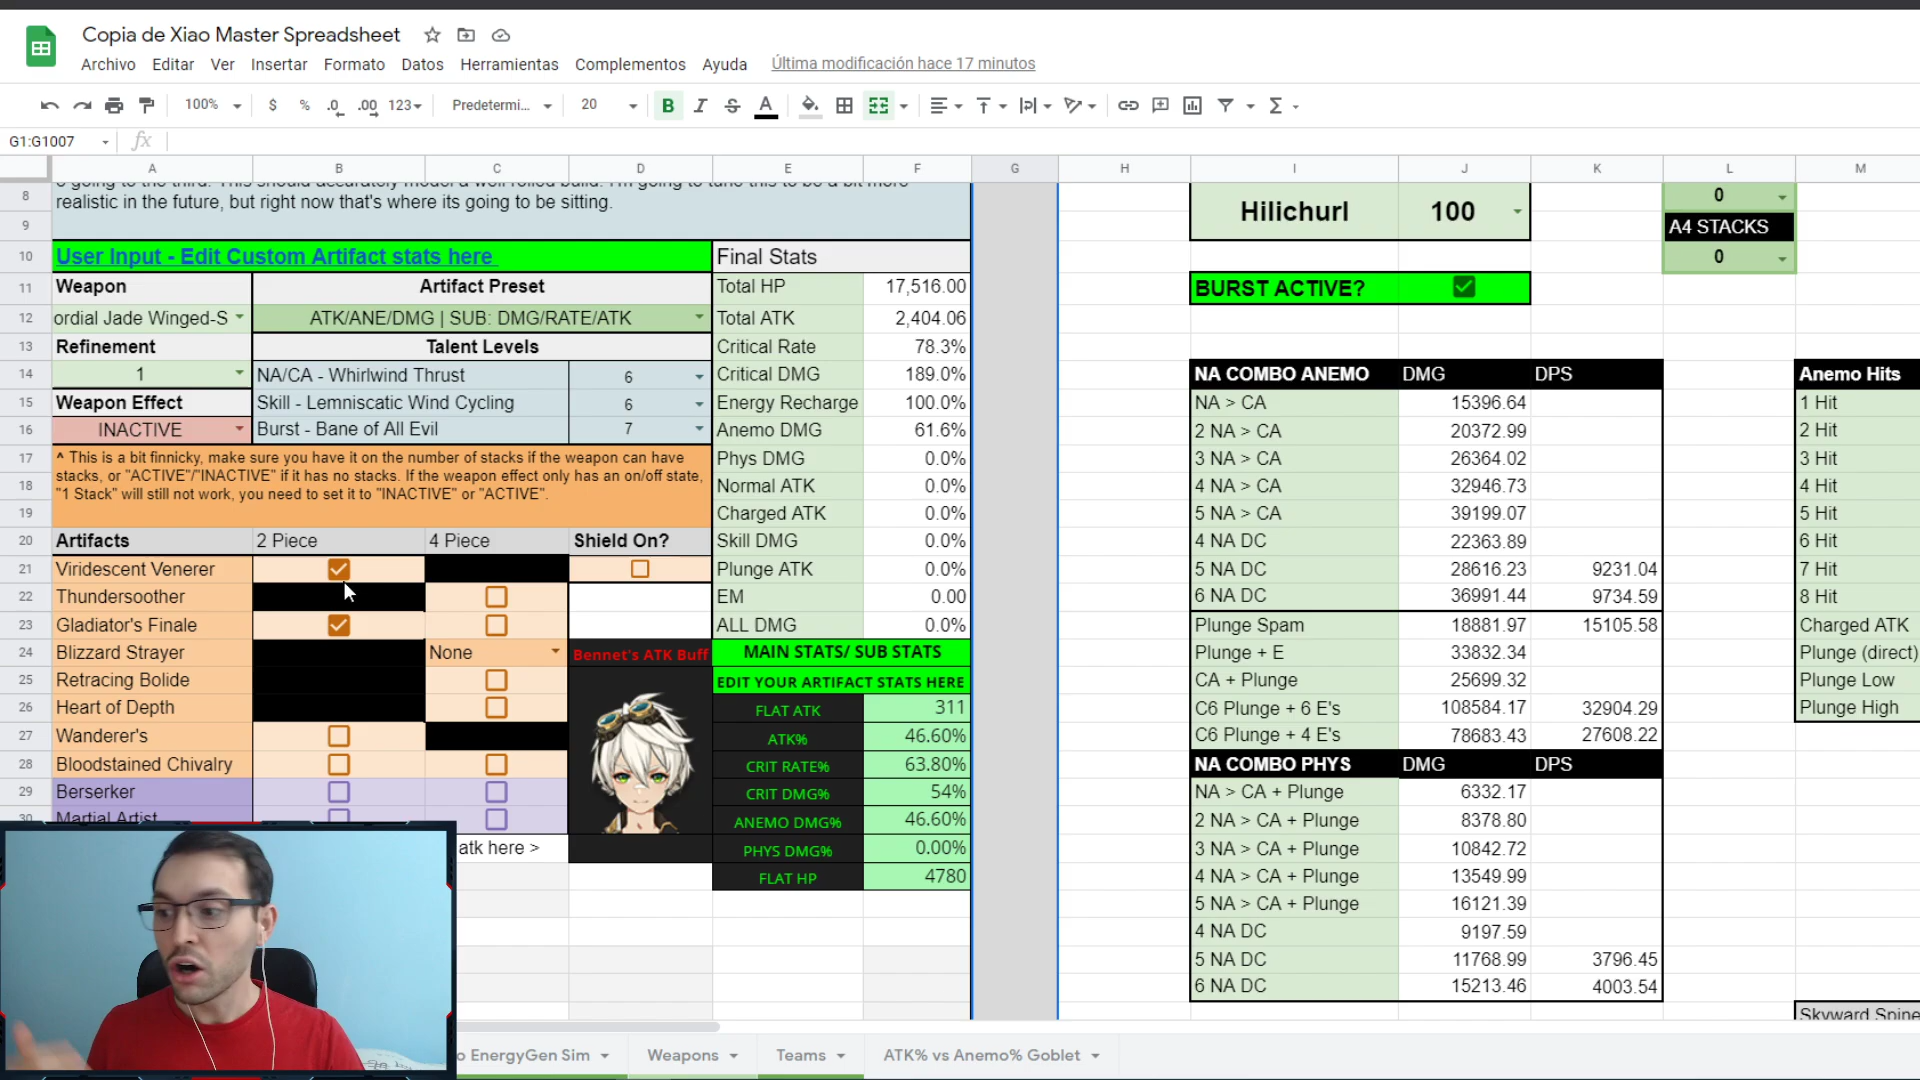 Copia de Xiao Master Spreadsheet
Archivo Editar Ver Insertar Formato Datos Herramientas Complementos Ayuda Última modificación hace 17 minutos
100% $ % .0 .00 123 Predetermi... 20 B I S A Σ
G1:G1007 fx
A B C D E F G H I J K L M
8 realistic in the future, but right now that's where its going to be sitting. Hilichurl 100 0
9 A4 STACKS
10 User Input - Edit Custom Artifact stats here Final Stats 0
11 Weapon Artifact Preset Total HP 17,516.00 BURST ACTIVE?
12 ordial Jade Winged-S ATK/ANE/DMG | SUB: DMG/RATE/ATK Total ATK 2,404.06
13 Refinement Talent Levels Critical Rate 78.3%
14 1 NA/CA - Whirlwind Thrust 6 Critical DMG 189.0% NA COMBO ANEMO DMG DPS Anemo Hits
15 Weapon Effect Skill - Lemniscatic Wind Cycling 6 Energy Recharge 100.0% NA > CA 15396.64 1 Hit
16 INACTIVE Burst - Bane of All Evil 7 Anemo DMG 61.6% 2 NA > CA 20372.99 2 Hit
17 ^ This is a bit finnicky, make sure you have it on the number of stacks if the weapon can have Phys DMG 0.0% 3 NA > CA 26364.02 3 Hit
18 stacks, or "ACTIVE"/"INACTIVE" if it has no stacks. If the weapon effect only has an on/off state, Normal ATK 0.0% 4 NA > CA 32946.73 4 Hit
19 "1 Stack" will still not work, you need to set it to "INACTIVE" or "ACTIVE". Charged ATK 0.0% 5 NA > CA 39199.07 5 Hit
20 Artifacts 2 Piece 4 Piece Shield On? Skill DMG 0.0% 4 NA DC 22363.89 6 Hit
21 Viridescent Venerer Plunge ATK 0.0% 5 NA DC 28616.23 9231.04 7 Hit
22 Thundersoother EM 0.00 6 NA DC 36991.44 9734.59 8 Hit
23 Gladiator's Finale ALL DMG 0.0% Plunge Spam 18881.97 15105.58 Charged ATK
24 Blizzard Strayer None Bennet's ATK Buff MAIN STATS/ SUB STATS Plunge + E 33832.34 Plunge (direct)
25 Retracing Bolide EDIT YOUR ARTIFACT STATS HERE CA + Plunge 25699.32 Plunge Low
26 Heart of Depth FLAT ATK 311 C6 Plunge + 6 E's 108584.17 32904.29 Plunge High
27 Wanderer's ATK% 46.60% C6 Plunge + 4 E's 78683.43 27608.22
28 Bloodstained Chivalry CRIT RATE% 63.80% NA COMBO PHYS DMG DPS
29 Berserker CRIT DMG% 54% NA > CA + Plunge 6332.17
30 Martial Artist ANEMO DMG% 46.60% 2 NA > CA + Plunge 8378.80
atk here > PHYS DMG% 0.00% 3 NA > CA + Plunge 10842.72
FLAT HP 4780 4 NA > CA + Plunge 13549.99
5 NA > CA + Plunge 16121.39
4 NA DC 9197.59
5 NA DC 11768.99 3796.45
6 NA DC 15213.46 4003.54
Skyward Spine
o EnergyGen Sim Weapons Teams ATK% vs Anemo% Goblet